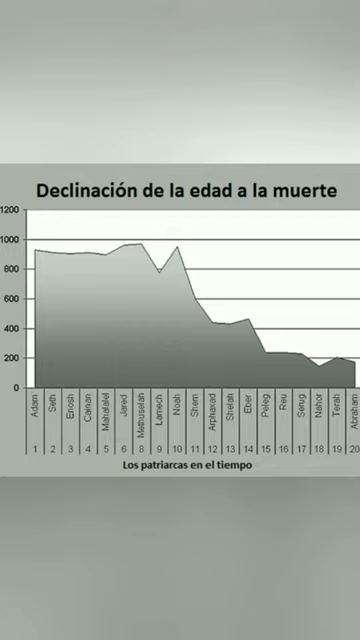 Declinación de la edad a la muerte
1200
1000
800
600
400
200
0
Adam
Seth
Enosh
Cainan
Mahalalel
Jared
Methuselah
Lamech
Noah
Shem
Arphaxad
Shelah
Eber
Peleg
Reu
Serug
Nahor
Terah
Abraham
1 2 3 4 5 6 8 9 10 11 12 13 14 15 16 17 18 19 20
Los patriarcas en el tiempo